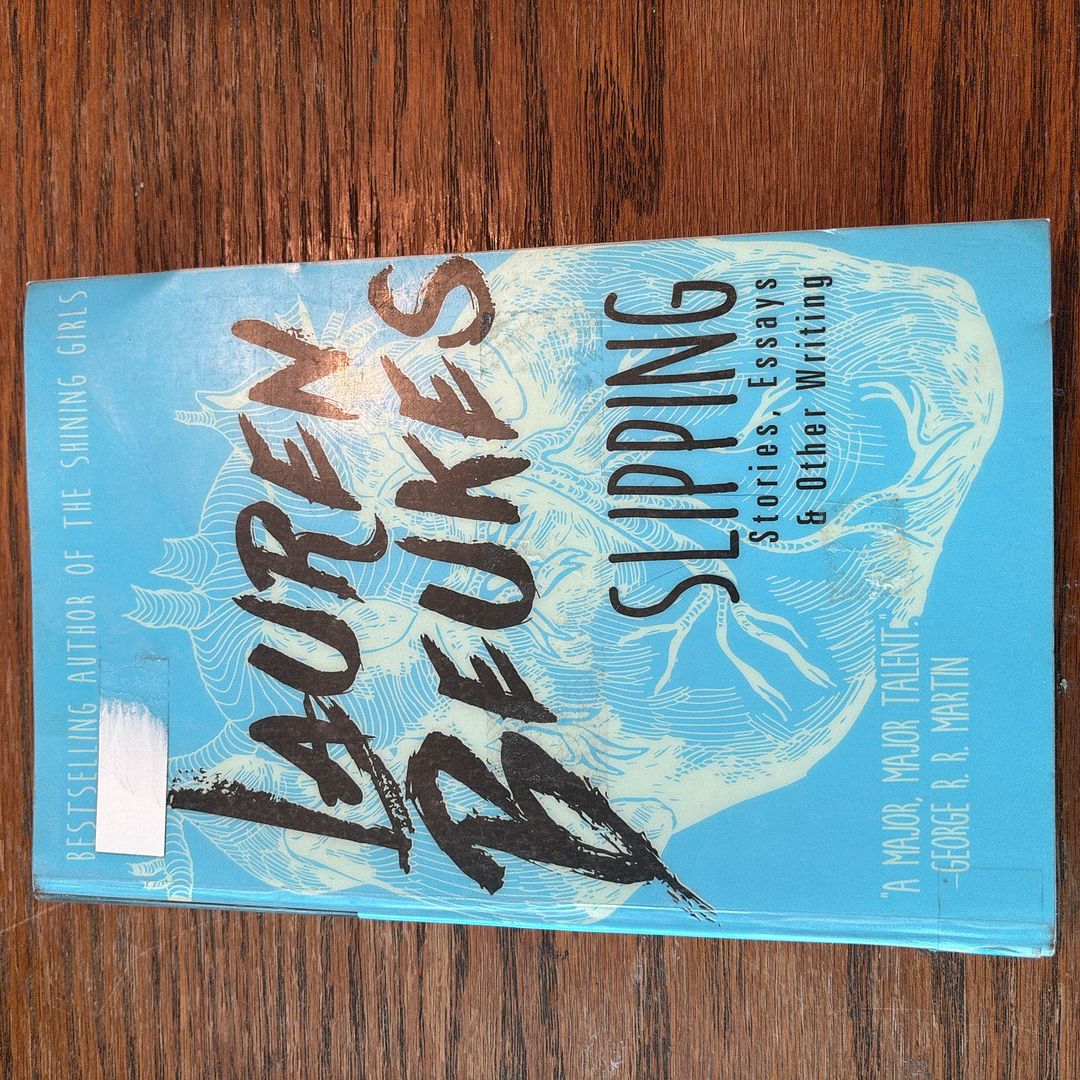 BESTSELLING AUTHOR OF THE SHINING GIRLS
LAUREN
BEUKES
SLIPPING
Stories, Essays
& Other Writing
"A MAJOR, MAJOR TALENT."
—GEORGE R. R. MARTIN